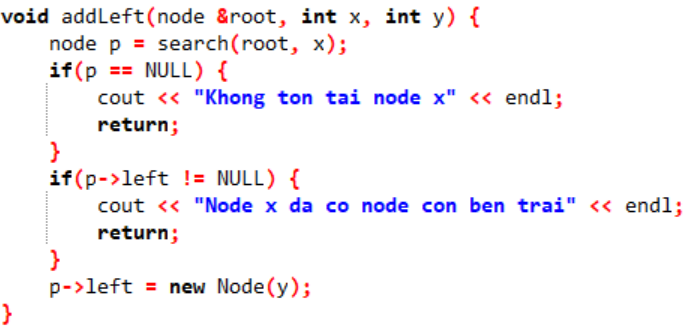 void addLeft(node &root, int x, int y) {
    node p = search(root, x);
    if(p == NULL) {
        cout << "Khong ton tai node x" << endl;
        return;
    }
    if(p->left != NULL) {
        cout << "Node x da co node con ben trai" << endl;
        return;
    }
    p->left = new Node(y);
}